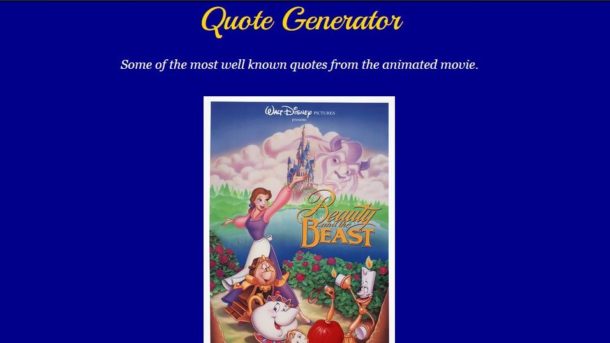 Quote Generator
Some of the most well known quotes from the animated movie.
WALT DISNEY PICTURES
presents
Beauty
and the
BEAST